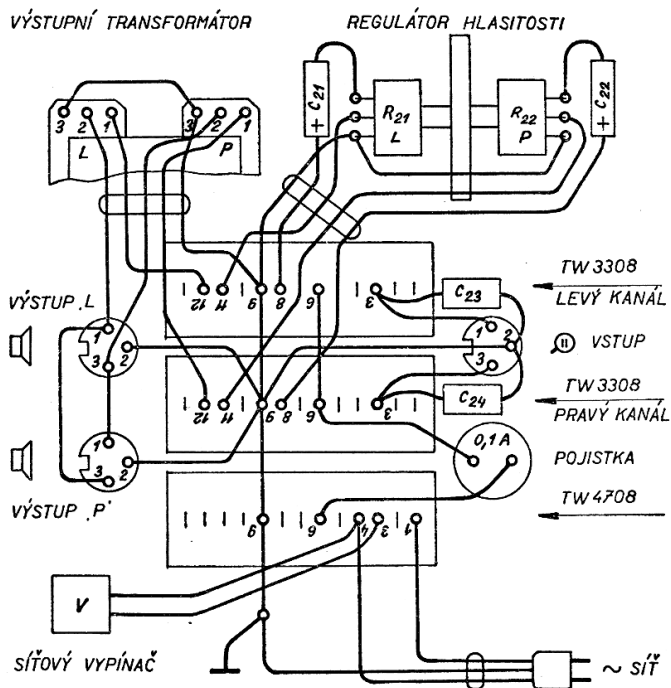 VÝSTUPNÍ TRANSFORMÁTOR
REGULÁTOR HLASITOSTI
3 2 1
3 2 1
L
P
C21
+
R21
L
R22
P
C22
+
12 11 9 8 6 3
TW 3308
LEVÝ KANÁL
C23
VÝSTUP ,L
1
2
3
1
2
3
VSTUP
12 11 9 8 6 3
C24
TW 3308
PRAVÝ KANÁL
1
2
3
0,1 A
POJISTKA
VÝSTUP ,P'
9 6 4 3 1
TW 4708
V
SÍŤOVÝ VYPÍNAČ
~ SÍŤ